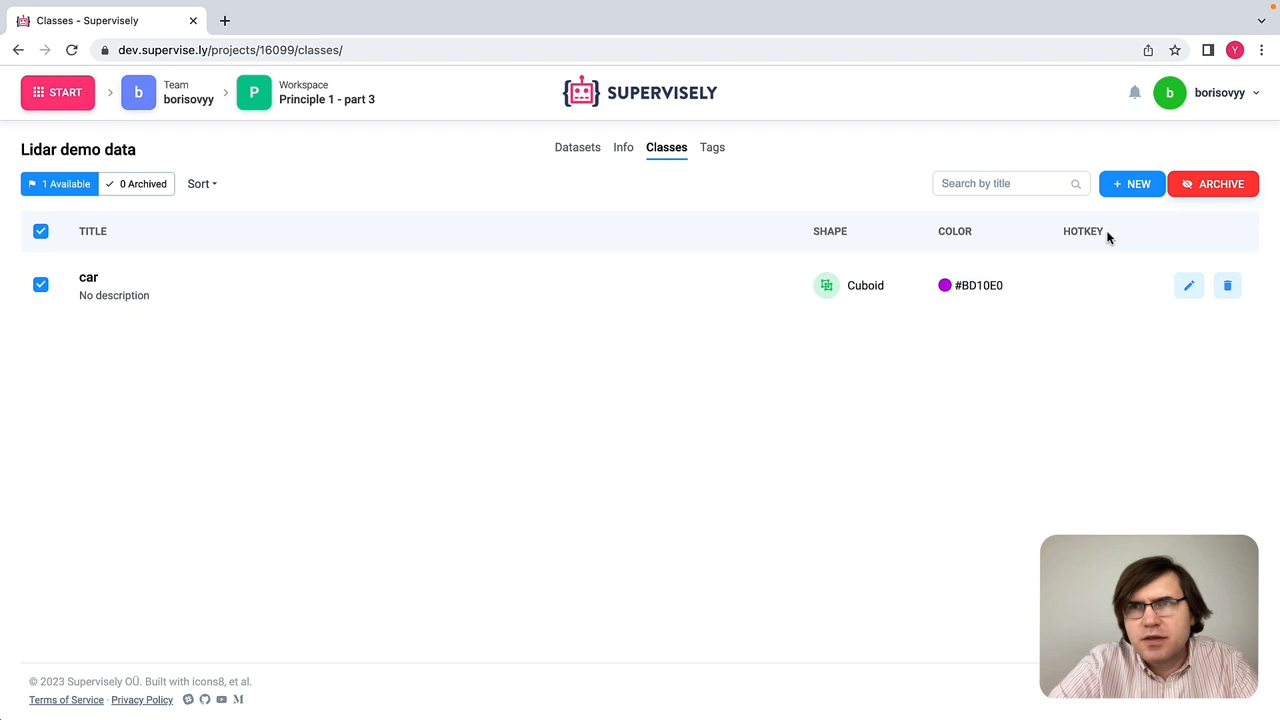 Classes - Supervisely
dev.supervise.ly/projects/16099/classes/
Y
START
b
Team
borisovyy
P
Workspace
Principle 1 - part 3
SUPERVISELY
b
borisovyy
Lidar demo data
Datasets
Info
Classes
Tags
1 Available
0 Archived
Sort
Search by title
+ NEW
ARCHIVE
TITLE
SHAPE
COLOR
HOTKEY
car
No description
Cuboid
#BD10E0
© 2023 Supervisely OÜ. Built with icons8, et al.
Terms of Service · Privacy Policy